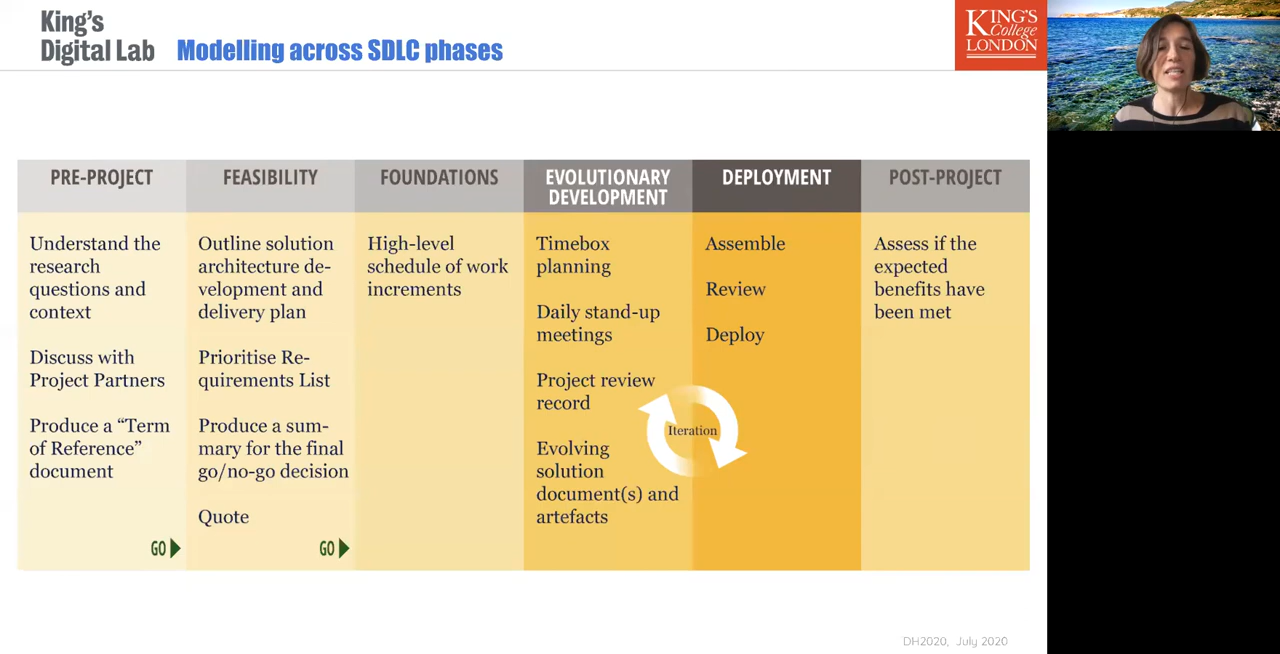 King's
Digital Lab
Modelling across SDLC phases
KING'S
College
LONDON
PRE-PROJECT
Understand the
research
questions and
context
Discuss with
Project Partners
Produce a “Term
of Reference”
document
GO
FEASIBILITY
Outline solution
architecture de-
velopment and
delivery plan
Prioritise Re-
quirements List
Produce a sum-
mary for the final
go/no-go decision
Quote
GO
FOUNDATIONS
High-level
schedule of work
increments
EVOLUTIONARY
DEVELOPMENT
Timebox
planning
Daily stand-up
meetings
Project review
record
Evolving
solution
document(s) and
artefacts
Iteration
DEPLOYMENT
Assemble
Review
Deploy
POST-PROJECT
Assess if the
expected
benefits have
been met
DH2020, July 2020